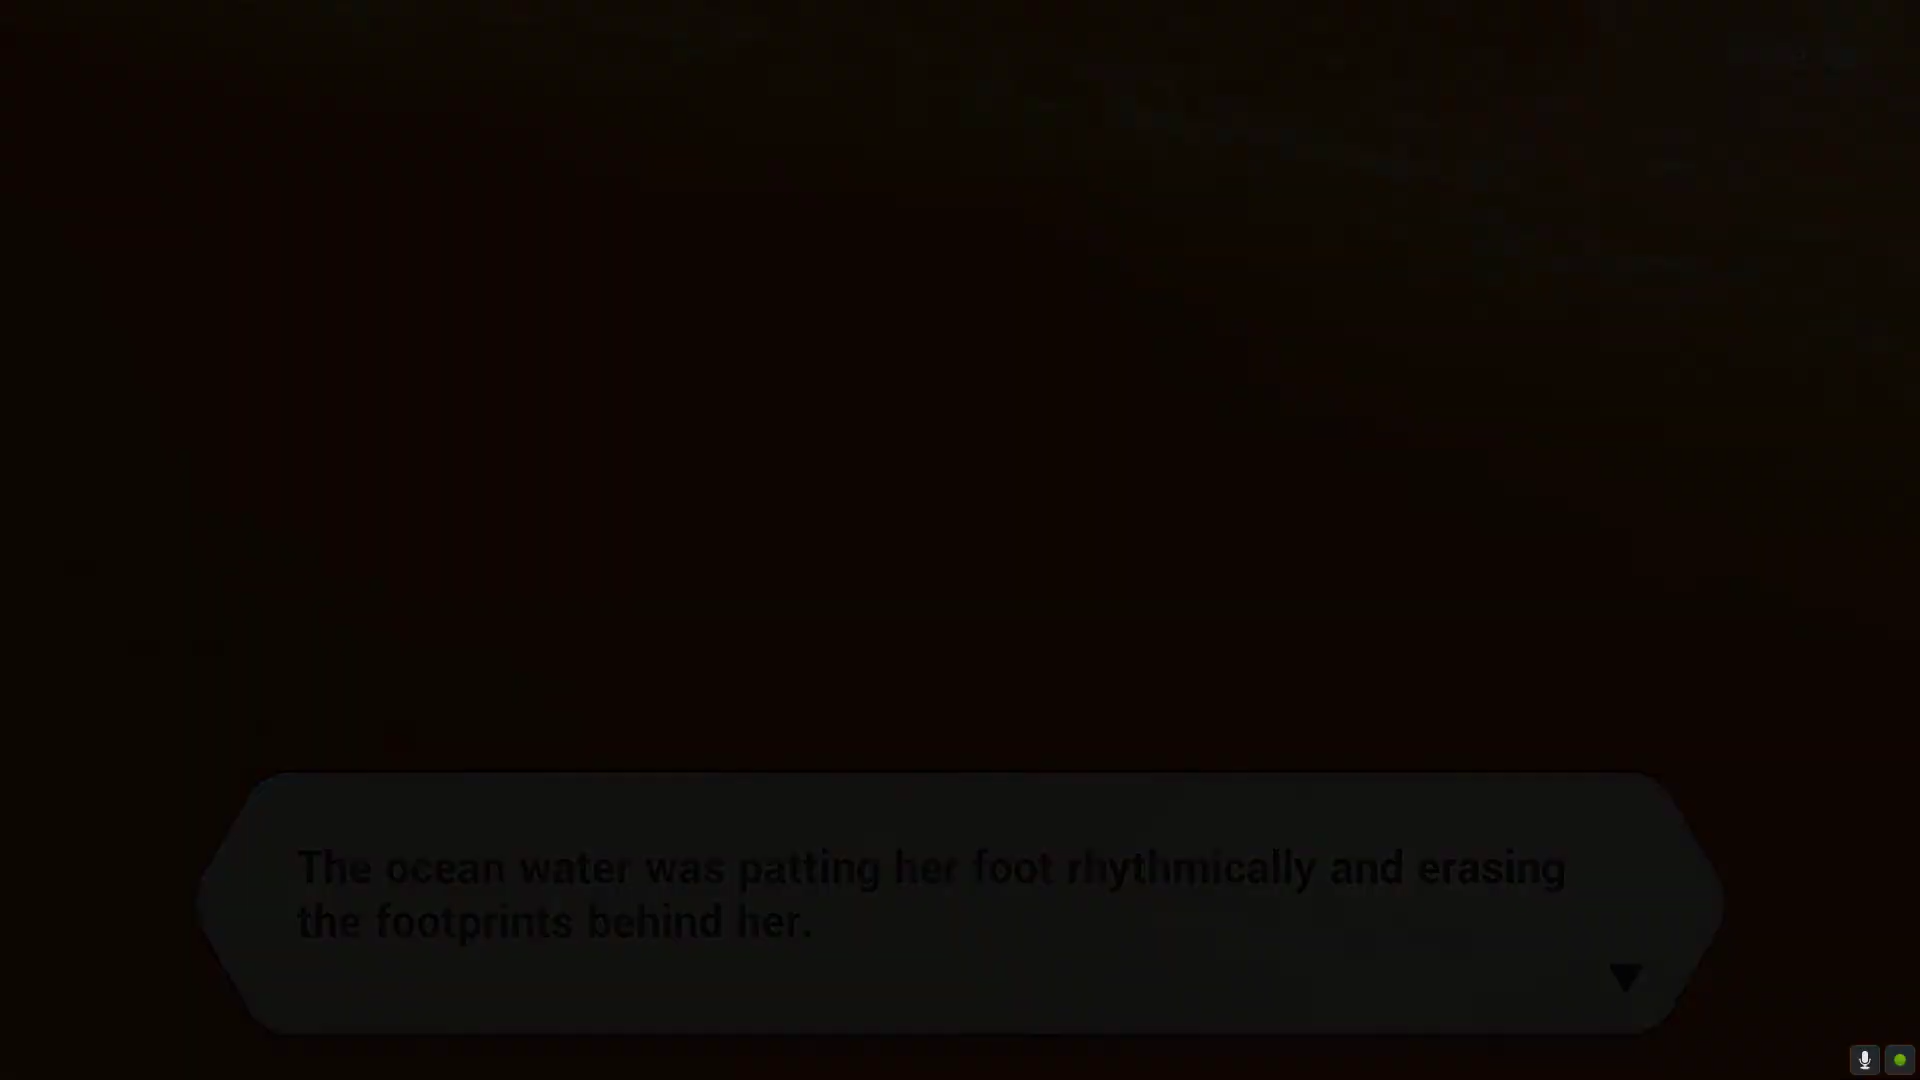 The ocean water was patting her foot rhythmically and erasing
the footprints behind her.